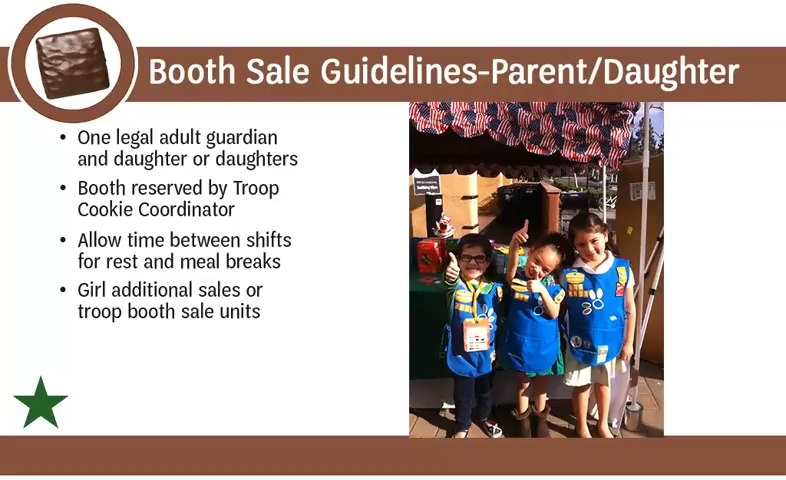 Booth Sale Guidelines-Parent/Daughter
• One legal adult guardian
and daughter or daughters
• Booth reserved by Troop
Cookie Coordinator
• Allow time between shifts
for rest and meal breaks
• Girl additional sales or
troop booth sale units